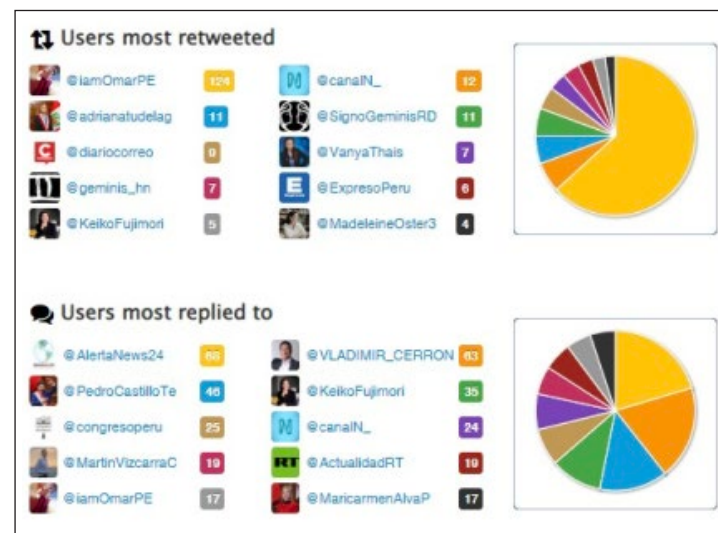 Users most retweeted
@iamOmarPE 124 @canalN_ 12
@adrianatudelag 11 @SignoGeminisRD 11
@diariocorreo @VanyaThais 7
@geminis_hn 7 @ExpresoPeru 6
@KeikoFujimori 5 @MadeleineOster3 4
Users most replied to
@AlertaNews24 @VLADIMIR_CERRON 63
@PedroCastilloTe 46 @KeikoFujimori 35
@congresoperu 25 @canalN_ 24
@MartinVizcarraC 19 RT @ActualidadRT 19
@iamOmarPE 17 @MaricarmenAlvaP 17